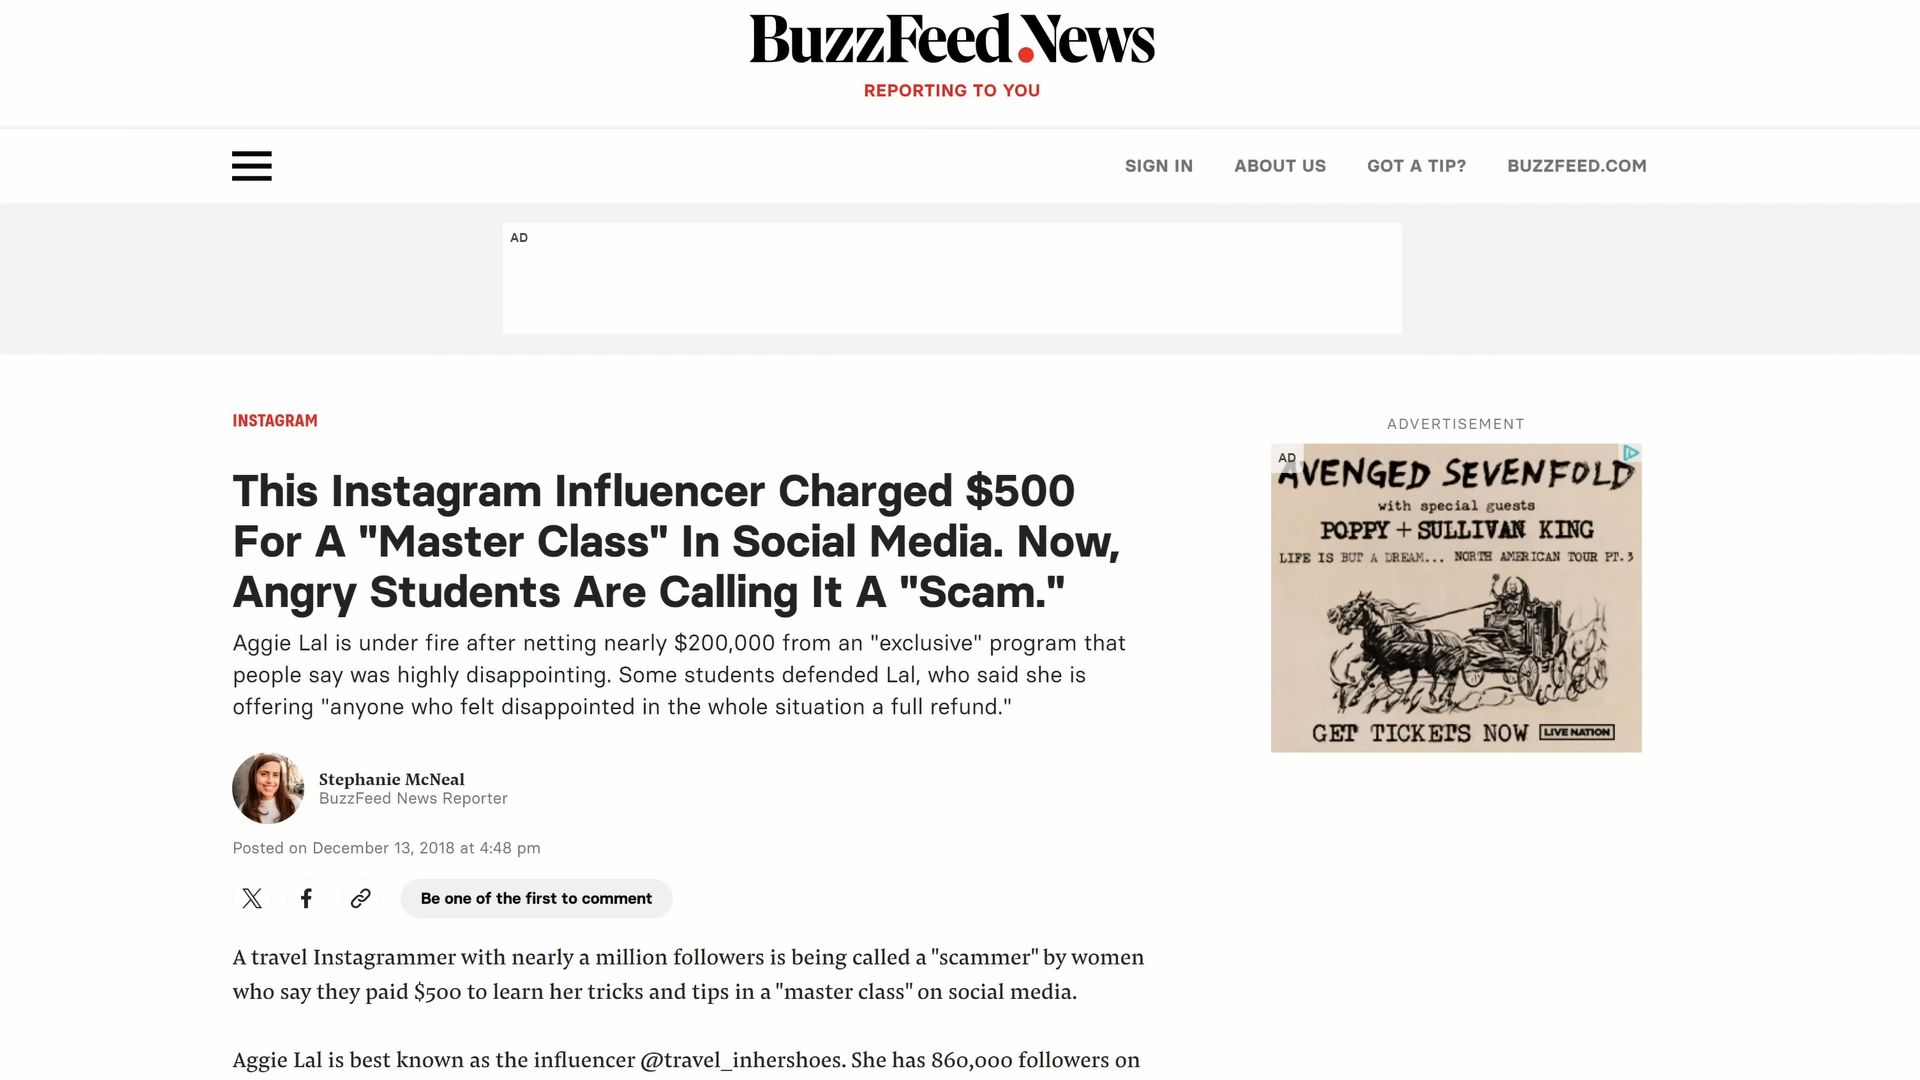 BuzzFeed News
REPORTING TO YOU
SIGN IN ABOUT US GOT A TIP? BUZZFEED.COM
AD
INSTAGRAM
This Instagram Influencer Charged $500
For A "Master Class" In Social Media. Now,
Angry Students Are Calling It A "Scam."
Aggie Lal is under fire after netting nearly $200,000 from an "exclusive" program that
people say was highly disappointing. Some students defended Lal, who said she is
offering "anyone who felt disappointed in the whole situation a full refund."
Stephanie McNeal
BuzzFeed News Reporter
Posted on December 13, 2018 at 4:48 pm
Be one of the first to comment
A travel Instagrammer with nearly a million followers is being called a "scammer" by women
who say they paid $500 to learn her tricks and tips in a "master class" on social media.
Aggie Lal is best known as the influencer @travel_inhershoes. She has 860,000 followers on
ADVERTISEMENT
AD
AVENGED SEVENFOLD
with special guests
POPPY + SULLIVAN KING
LIFE IS BUT A DREAM... NORTH AMERICAN TOUR PT.3
GET TICKETS NOW LIVE NATION